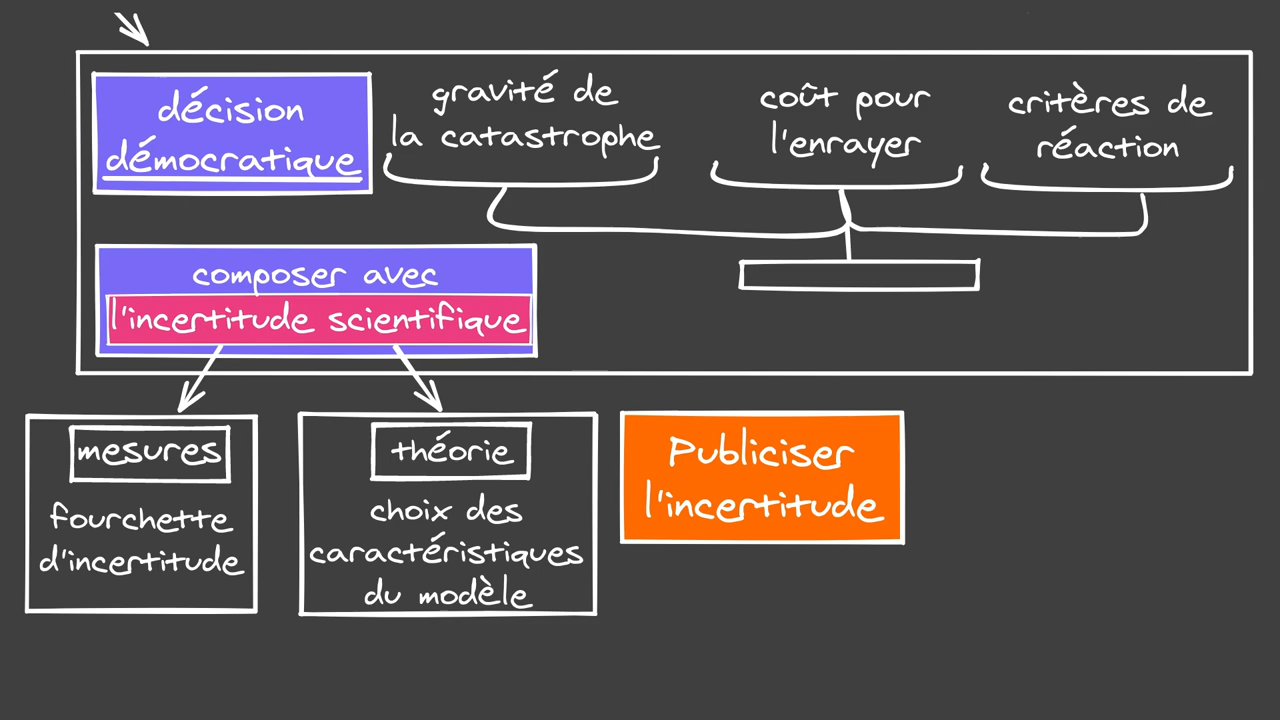 décision
démocratique
gravité de
la catastrophe
coût pour
l'enrayer
critères de
réaction
composer avec
l'incertitude scientifique
mesures
fourchette
d'incertitude
théorie
choix des
caractéristiques
du modèle
Publiciser
l'incertitude